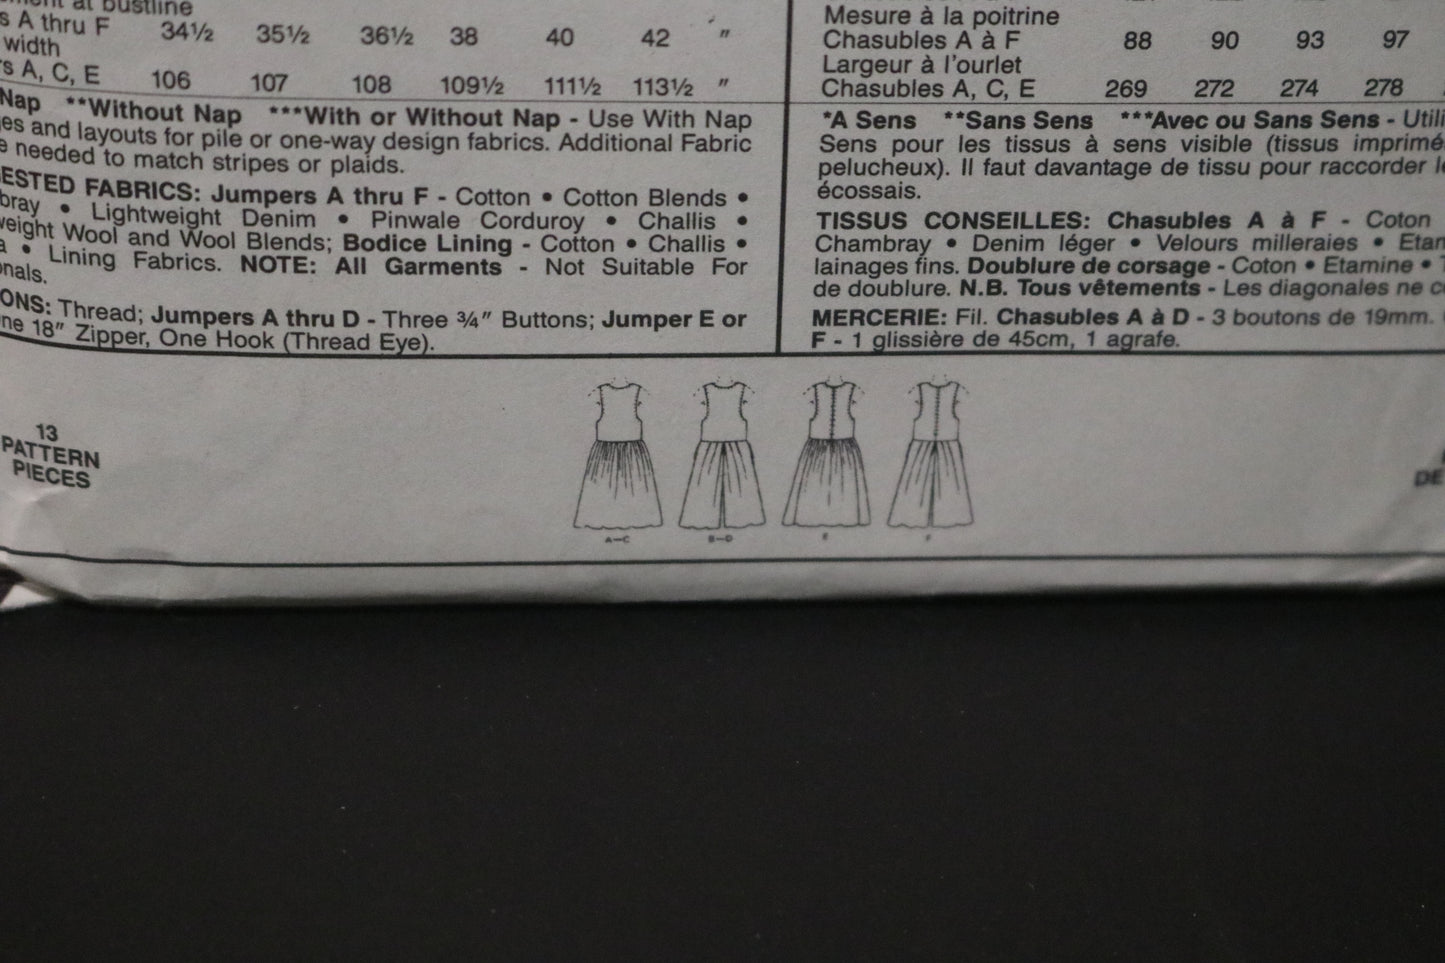 at bustline
s A thru F 34½ 35½ 36½ 38 40 42 "
width
s A, C, E 106 107 108 109½ 111½ 113½ "
Nap **Without Nap ***With or Without Nap - Use With Nap
es and layouts for pile or one-way design fabrics. Additional Fabric
e needed to match stripes or plaids.
ESTED FABRICS: Jumpers A thru F - Cotton • Cotton Blends •
bray • Lightweight Denim • Pinwale Corduroy • Challis •
weight Wool and Wool Blends; Bodice Lining - Cotton • Challis •
a • Lining Fabrics. NOTE: All Garments - Not Suitable For
onals.
ONS: Thread; Jumpers A thru D - Three ¾" Buttons; Jumper E or
ne 18" Zipper, One Hook (Thread Eye).
Mesure à la poitrine
Chasubles A à F 88 90 93 97
Largeur à l'ourlet
Chasubles A, C, E 269 272 274 278
*A Sens **Sans Sens ***Avec ou Sans Sens - Utili
Sens pour les tissus à sens visible (tissus imprimé
pelucheux). Il faut davantage de tissu pour raccorder le
écossais.
TISSUS CONSEILLES: Chasubles A à F - Coton
Chambray • Denim léger • Velours milleraies • Etam
lainages fins. Doublure de corsage - Coton • Etamine • T
de doublure. N.B. Tous vêtements - Les diagonales ne co
MERCERIE: Fil. Chasubles A à D - 3 boutons de 19mm.
F - 1 glissière de 45cm, 1 agrafe.
13
PATTERN
PIECES
A—C B—D E F
DE